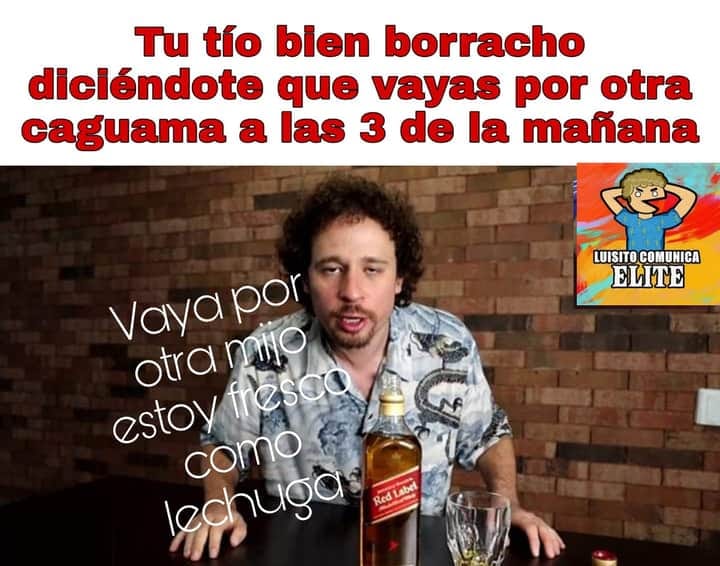 Tu tío bien borracho
diciéndote que vayas por otra
caguama a las 3 de la mañana
LUISITO COMUNICA
ELITE
Vaya por
otra mijo
estoy fresco
como
lechuga
Red Label